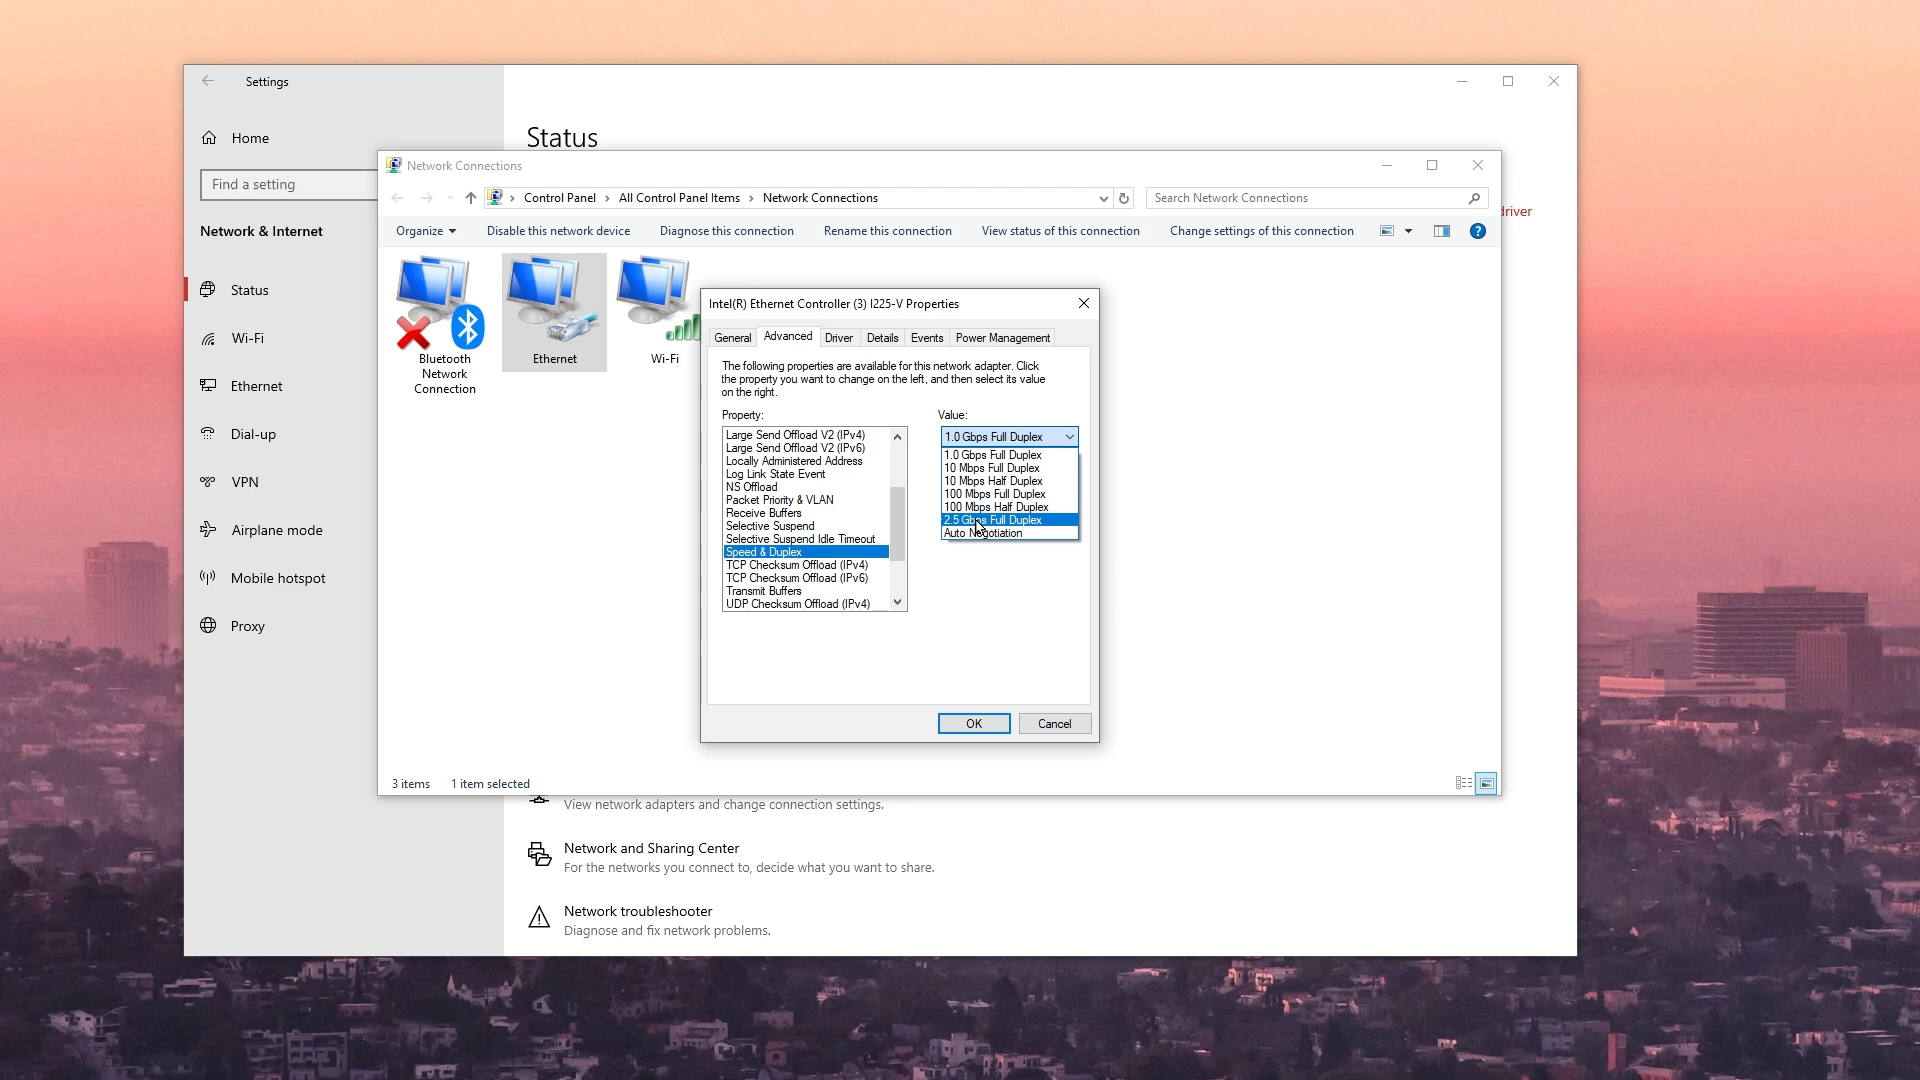 Settings
Home
Find a setting
Network & Internet
Status
Wi-Fi
Ethernet
Dial-up
VPN
Airplane mode
Mobile hotspot
Proxy
Status
driver
Network Connections
Control Panel > All Control Panel Items > Network Connections
Search Network Connections
Organize
Disable this network device
Diagnose this connection
Rename this connection
View status of this connection
Change settings of this connection
Bluetooth
Network
Connection
Ethernet
Wi-Fi
Intel(R) Ethernet Controller (3) I225-V Properties
General
Advanced
Driver
Details
Events
Power Management
The following properties are available for this network adapter. Click
the property you want to change on the left, and then select its value
on the right.
Property:
Large Send Offload V2 (IPv4)
Large Send Offload V2 (IPv6)
Locally Administered Address
Log Link State Event
NS Offload
Packet Priority & VLAN
Receive Buffers
Selective Suspend
Selective Suspend Idle Timeout
Speed & Duplex
TCP Checksum Offload (IPv4)
TCP Checksum Offload (IPv6)
Transmit Buffers
UDP Checksum Offload (IPv4)
Value:
1.0 Gbps Full Duplex
1.0 Gbps Full Duplex
10 Mbps Full Duplex
10 Mbps Half Duplex
100 Mbps Full Duplex
100 Mbps Half Duplex
2.5 Gbps Full Duplex
Auto Negotiation
OK
Cancel
3 items
1 item selected
View network adapters and change connection settings.
Network and Sharing Center
For the networks you connect to, decide what you want to share.
Network troubleshooter
Diagnose and fix network problems.